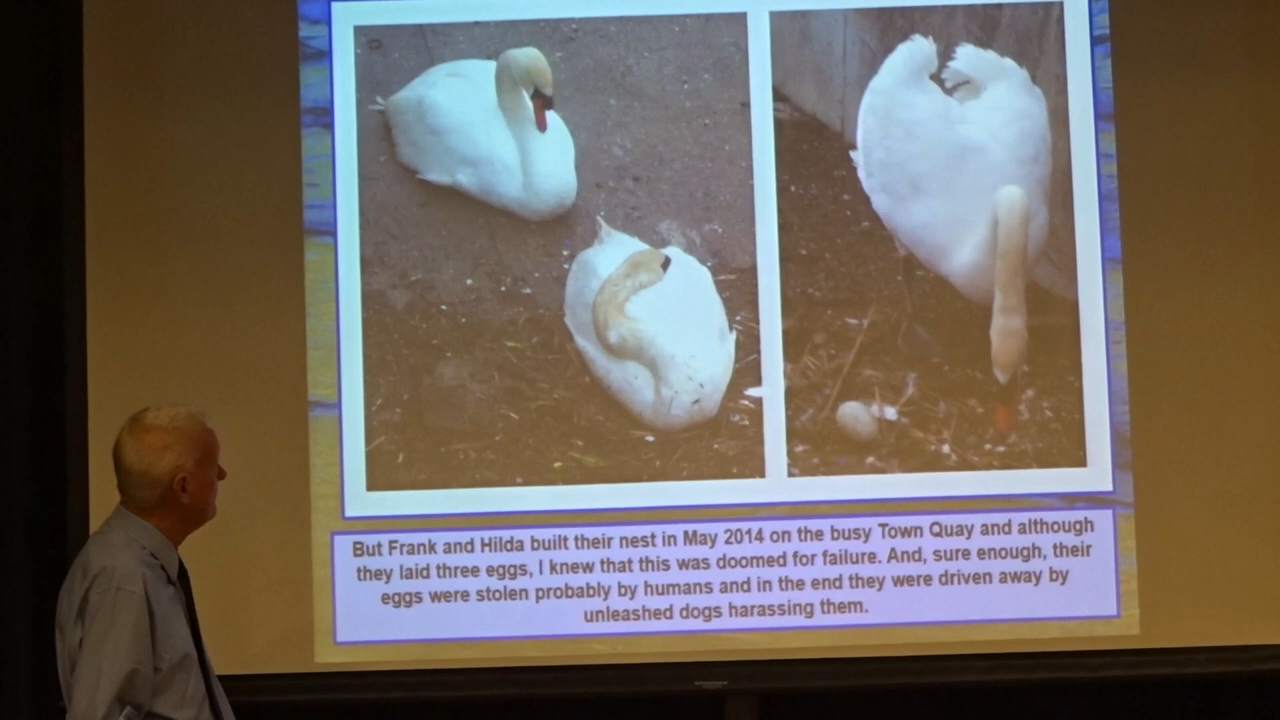 But Frank and Hilda built their nest in May 2014 on the busy Town Quay and although
they laid three eggs, I knew that this was doomed for failure. And, sure enough, their
eggs were stolen probably by humans and in the end they were driven away by
unleashed dogs harassing them.